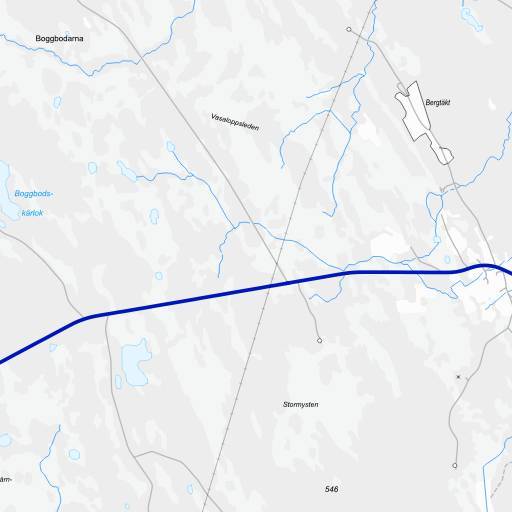 Boggbodarna
Bergtäkt
Vasaloppsleden
Boggbods-
kärlok
Stormysten
546